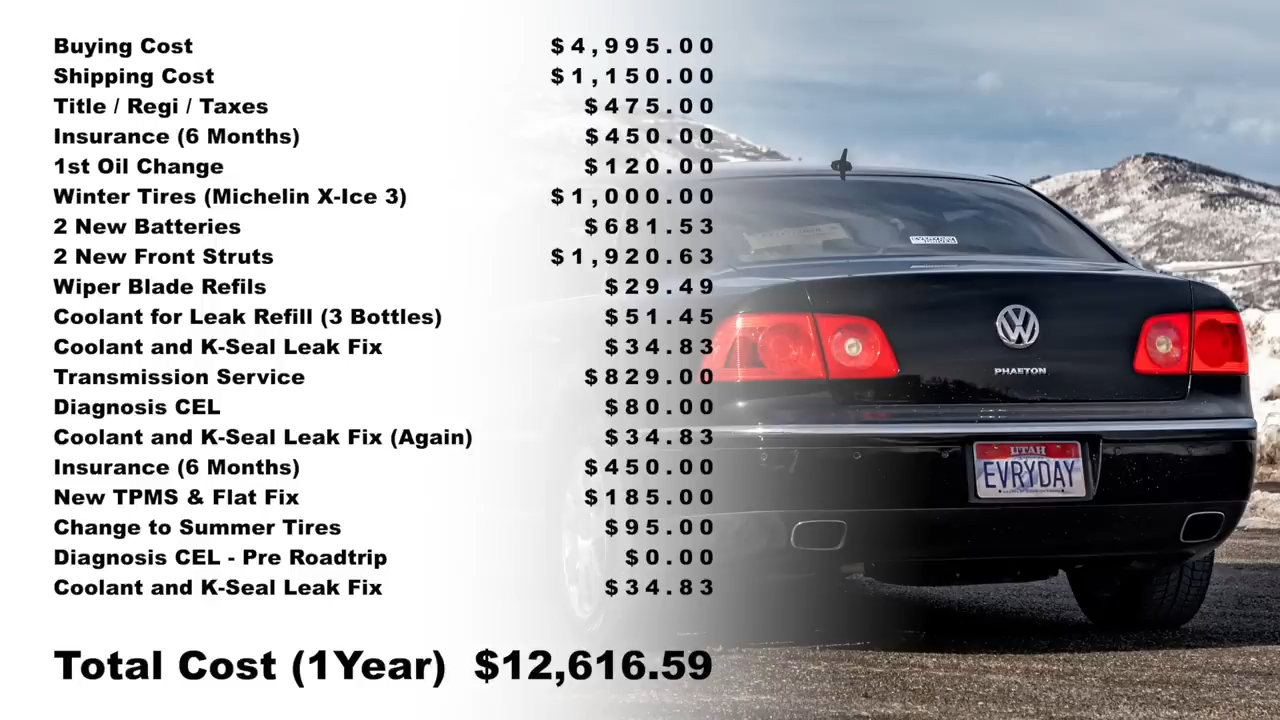 Buying Cost $4,995.00
Shipping Cost $1,150.00
Title / Regi / Taxes $475.00
Insurance (6 Months) $450.00
1st Oil Change $120.00
Winter Tires (Michelin X-Ice 3) $1,000.00
2 New Batteries $681.53
2 New Front Struts $1,920.63
Wiper Blade Refils $29.49
Coolant for Leak Refill (3 Bottles) $51.45
Coolant and K-Seal Leak Fix $34.83
Transmission Service $829.00
Diagnosis CEL $80.00
Coolant and K-Seal Leak Fix (Again) $34.83
Insurance (6 Months) $450.00
New TPMS & Flat Fix $185.00
Change to Summer Tires $95.00
Diagnosis CEL - Pre Roadtrip $0.00
Coolant and K-Seal Leak Fix $34.83
Total Cost (1Year) $12,616.59
VW
PHAETON
UTAH
EVRYDAY